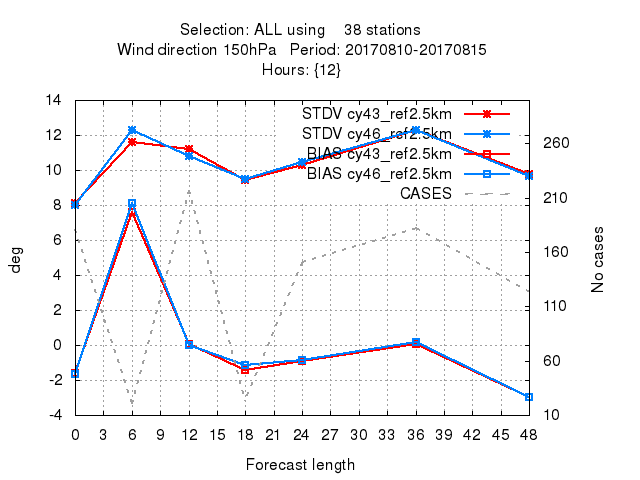 Selection: ALL using    38 stations
Wind direction 150hPa   Period: 20170810-20170815
Hours: {12}
STDV cy43_ref2.5km
STDV cy46_ref2.5km
BIAS cy43_ref2.5km
BIAS cy46_ref2.5km
CASES
deg
14
12
10
8
6
4
2
0
-2
-4
260
210
160
110
60
10
No cases
0 3 6 9 12 15 18 21 24 27 30 33 36 39 42 45 48
Forecast length